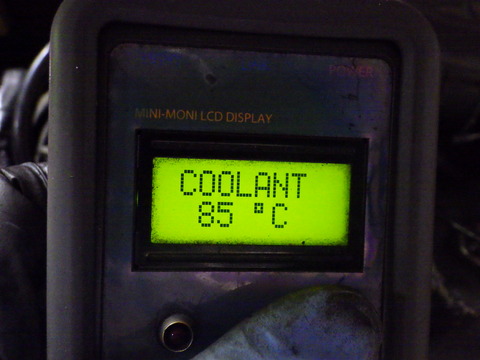 POWER
MINI-MONI LCD DISPLAY
COOLANT
85 °C